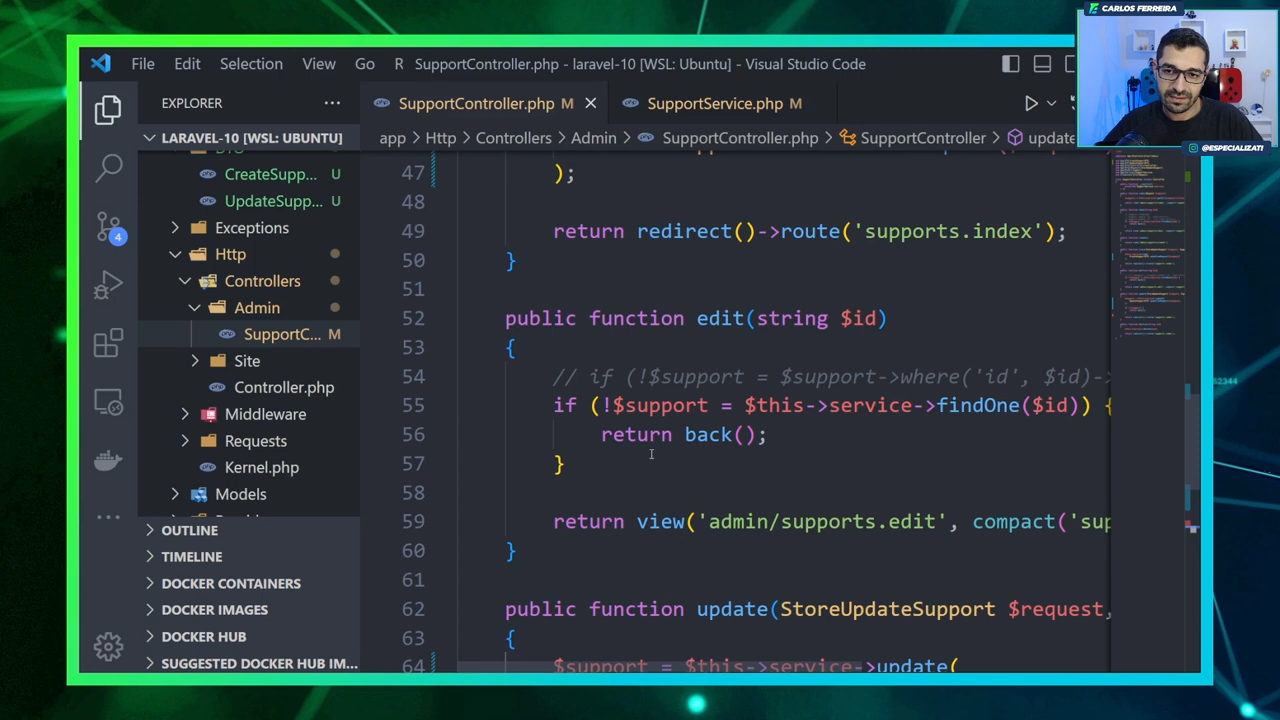 CARLOS FERREIRA
@ESPECIALIZATI
File Edit Selection View Go R SupportController.php - laravel-10 [WSL: Ubuntu] - Visual Studio Code
EXPLORER
SupportController.php M
SupportService.php M
LARAVEL-10 [WSL: UBUNTU]
app > Http > Controllers > Admin > SupportController.php > SupportController > update
CreateSupp... U
UpdateSupp... U
Exceptions
Http
Controllers
Admin
SupportC... M
Site
Controller.php
Middleware
Requests
Kernel.php
Models
OUTLINE
TIMELINE
DOCKER CONTAINERS
DOCKER IMAGES
DOCKER HUB
SUGGESTED DOCKER HUB IM...
4
47 );
48
49 return redirect()->route('supports.index');
50 }
51
52 public function edit(string $id)
53 {
54 // if (!$support = $support->where('id', $id)-
55 if (!$support = $this->service->findOne($id)) {
56 return back();
57 }
58
59 return view('admin/supports.edit', compact('sup
60 }
61
62 public function update(StoreUpdateSupport $request,
63 {
64 $support = $this->service->update(